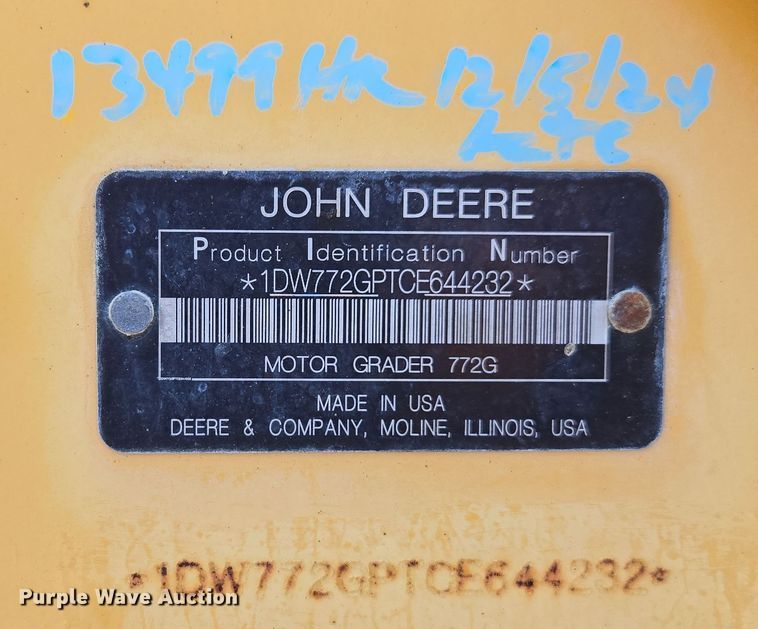 13499 HR 12/5/24
JOHN DEERE
Product Identification Number
*1DW772GPTCE644232*
MOTOR GRADER 772G
MADE IN USA
DEERE & COMPANY, MOLINE, ILLINOIS, USA
*1DW772GPTCE644232*
Purple Wave Auction